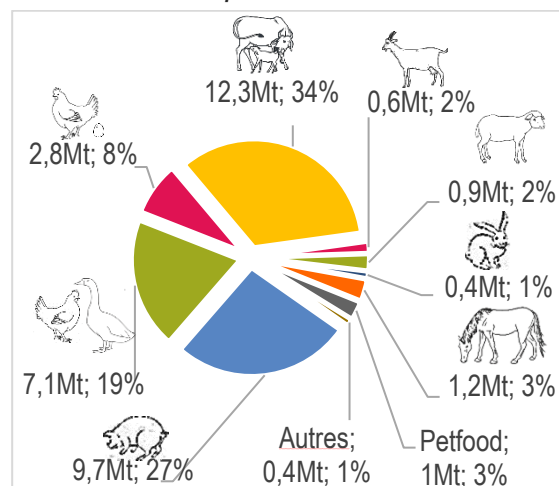 12,3Mt; 34%
0,6Mt; 2%
0,9Mt; 2%
0,4Mt; 1%
1,2Mt; 3%
Petfood;
1Mt; 3%
Autres;
0,4Mt; 1%
9,7Mt; 27%
7,1Mt; 19%
2,8Mt; 8%